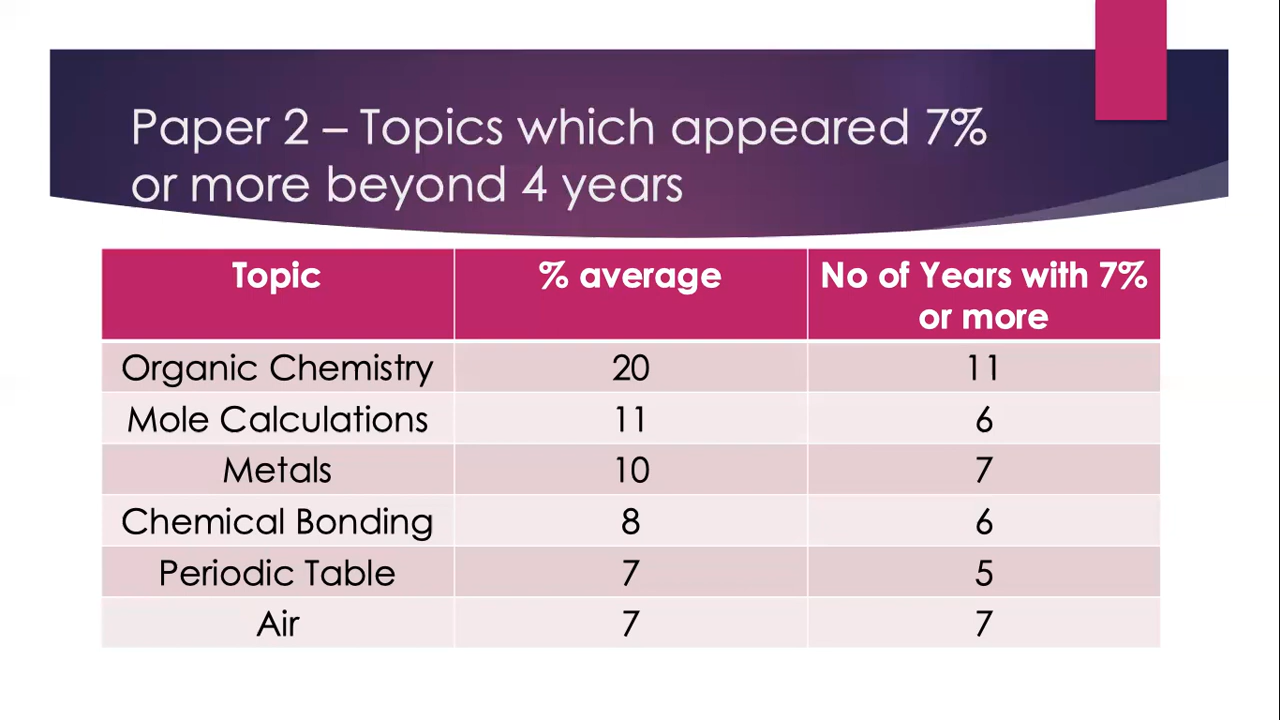 Paper 2 – Topics which appeared 7%
or more beyond 4 years
Topic % average No of Years with 7%
or more
Organic Chemistry 20 11
Mole Calculations 11 6
Metals 10 7
Chemical Bonding 8 6
Periodic Table 7 5
Air 7 7